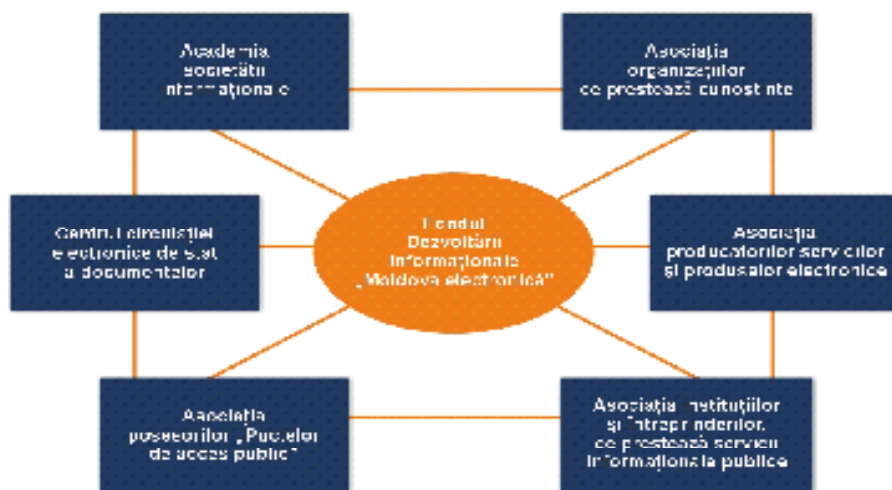 Academia
societății
informaționale
Asociația
organizațiilor
ce prestează cunoștințe
Centrul circulației
electronice de stat
a documentelor
Fondul
Dezvoltării
Informaționale
„Moldova electronică”
Asociația
producătorilor serviciilor
și produselor electronice
Asociația
posesorilor „Puctelor
de acces public”
Asociația instituțiilor
și întreprinderilor,
ce prestează servicii
informaționale publice